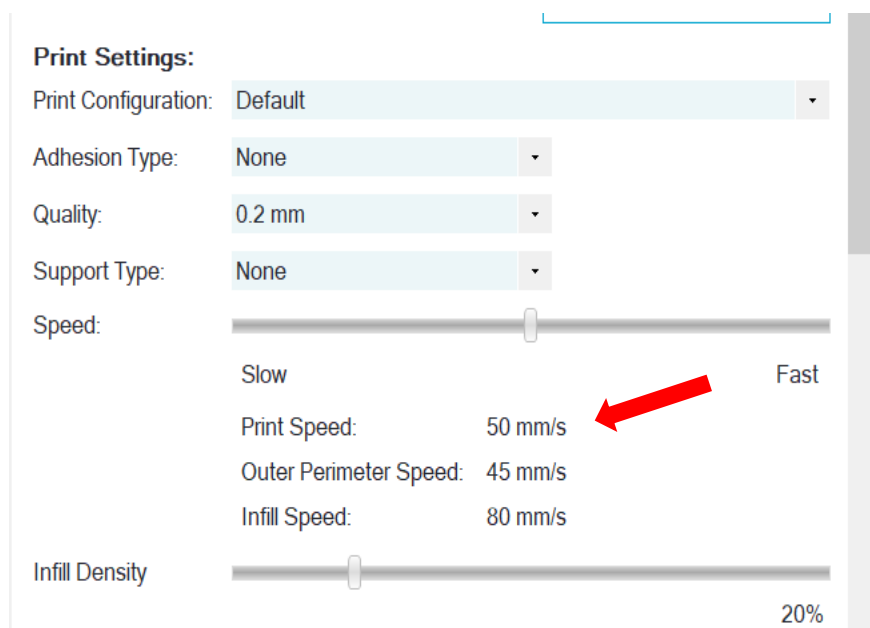 Print Settings:
Print Configuration: Default
Adhesion Type: None
Quality: 0.2 mm
Support Type: None
Speed:
Slow Fast
Print Speed: 50 mm/s
Outer Perimeter Speed: 45 mm/s
Infill Speed: 80 mm/s
Infill Density
20%